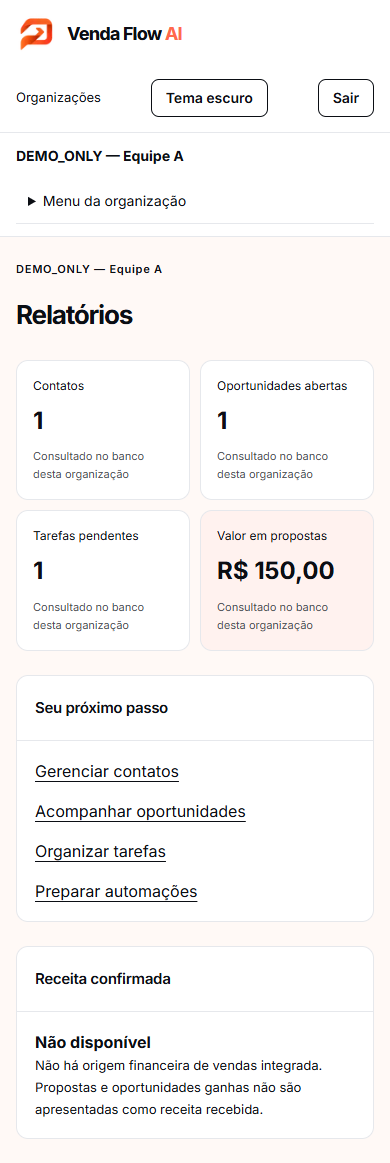 Venda Flow AI
Organizações
Tema escuro
Sair
DEMO_ONLY — Equipe A
Menu da organização
DEMO_ONLY — Equipe A
Relatórios
Contatos
1
Consultado no banco
desta organização
Oportunidades abertas
1
Consultado no banco
desta organização
Tarefas pendentes
1
Consultado no banco
desta organização
Valor em propostas
R$ 150,00
Consultado no banco
desta organização
Seu próximo passo
Gerenciar contatos
Acompanhar oportunidades
Organizar tarefas
Preparar automações
Receita confirmada
Não disponível
Não há origem financeira de vendas integrada.
Propostas e oportunidades ganhas não são
apresentadas como receita recebida.